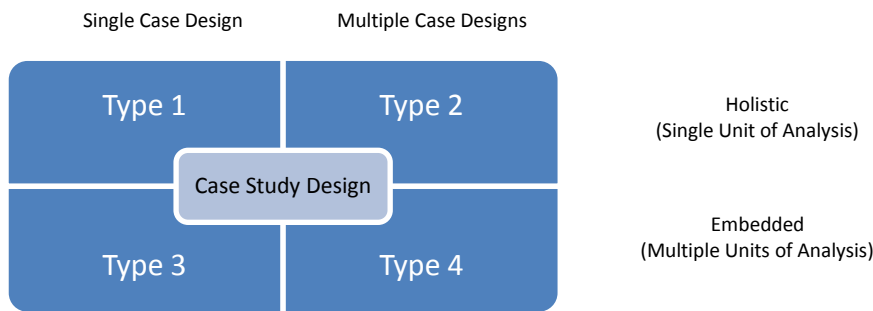 Single Case Design
Multiple Case Designs
Type 1
Type 2
Holistic
(Single Unit of Analysis)
Case Study Design
Type 3
Type 4
Embedded
(Multiple Units of Analysis)